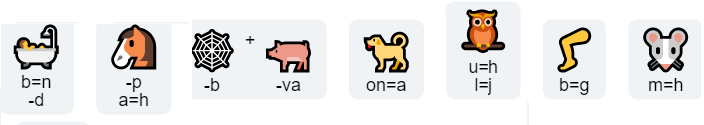 b=n
-d
-p
a=h
-b
+
-va
on=a
u=h
l=j
b=g
m=h